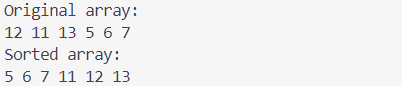 Original array:
12 11 13 5 6 7
Sorted array:
5 6 7 11 12 13